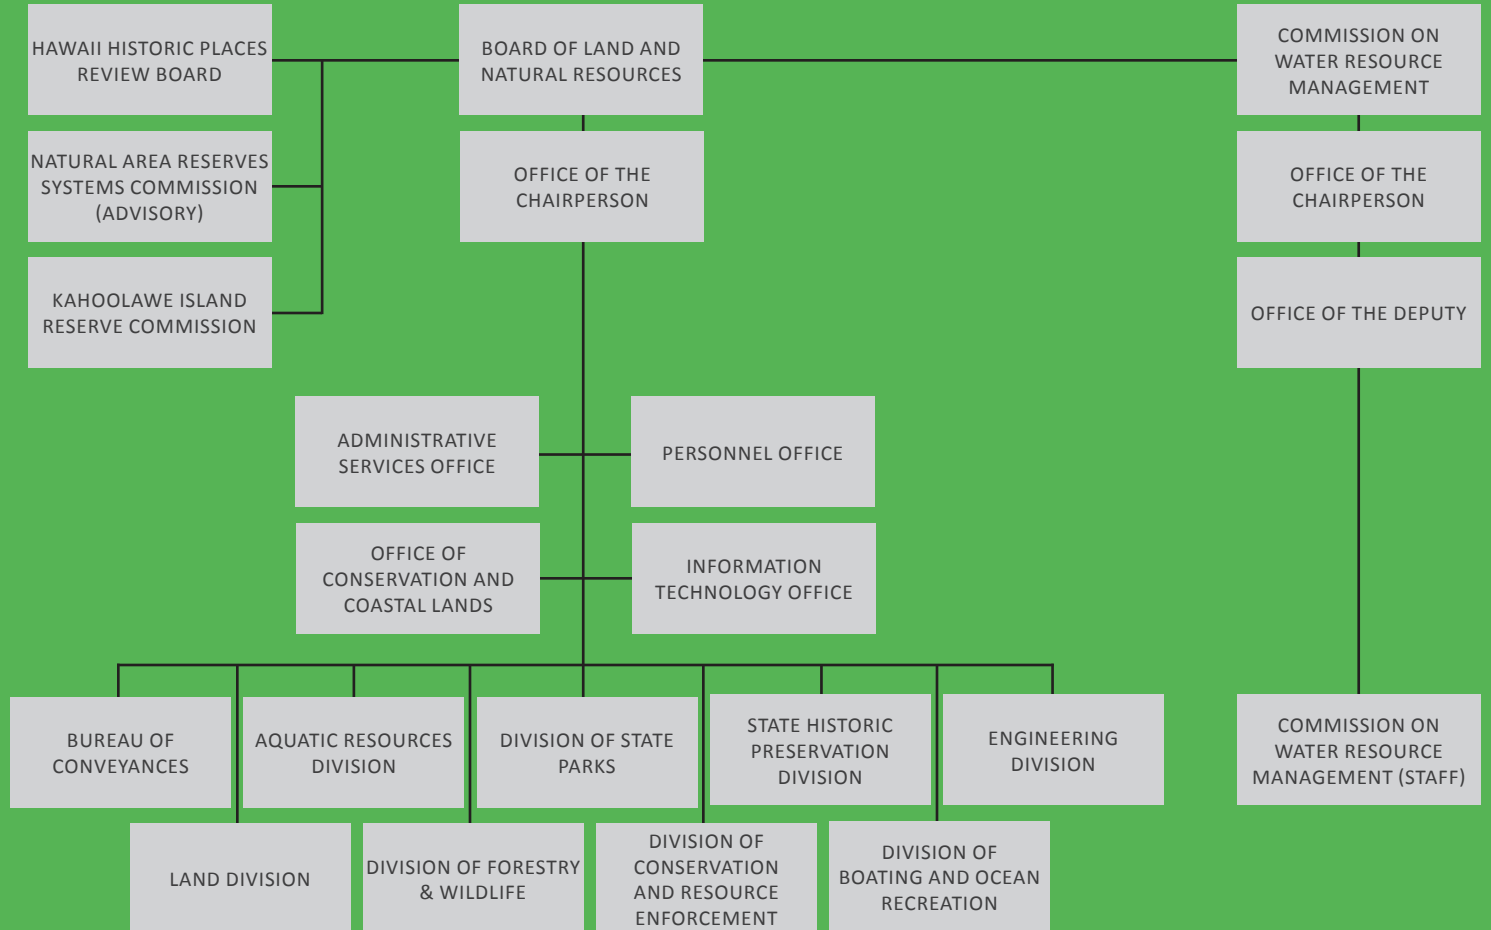 HAWAII HISTORIC PLACES
REVIEW BOARD
BOARD OF LAND AND
NATURAL RESOURCES
COMMISSION ON
WATER RESOURCE
MANAGEMENT
NATURAL AREA RESERVES
SYSTEMS COMMISSION
(ADVISORY)
OFFICE OF THE
CHAIRPERSON
OFFICE OF THE
CHAIRPERSON
KAHOOLAWE ISLAND
RESERVE COMMISSION
OFFICE OF THE DEPUTY
ADMINISTRATIVE
SERVICES OFFICE
PERSONNEL OFFICE
OFFICE OF
CONSERVATION AND
COASTAL LANDS
INFORMATION
TECHNOLOGY OFFICE
BUREAU OF
CONVEYANCES
AQUATIC RESOURCES
DIVISION
DIVISION OF STATE
PARKS
STATE HISTORIC
PRESERVATION
DIVISION
ENGINEERING
DIVISION
COMMISSION ON
WATER RESOURCE
MANAGEMENT (STAFF)
LAND DIVISION
DIVISION OF FORESTRY
& WILDLIFE
DIVISION OF
CONSERVATION
AND RESOURCE
ENFORCEMENT
DIVISION OF
BOATING AND OCEAN
RECREATION